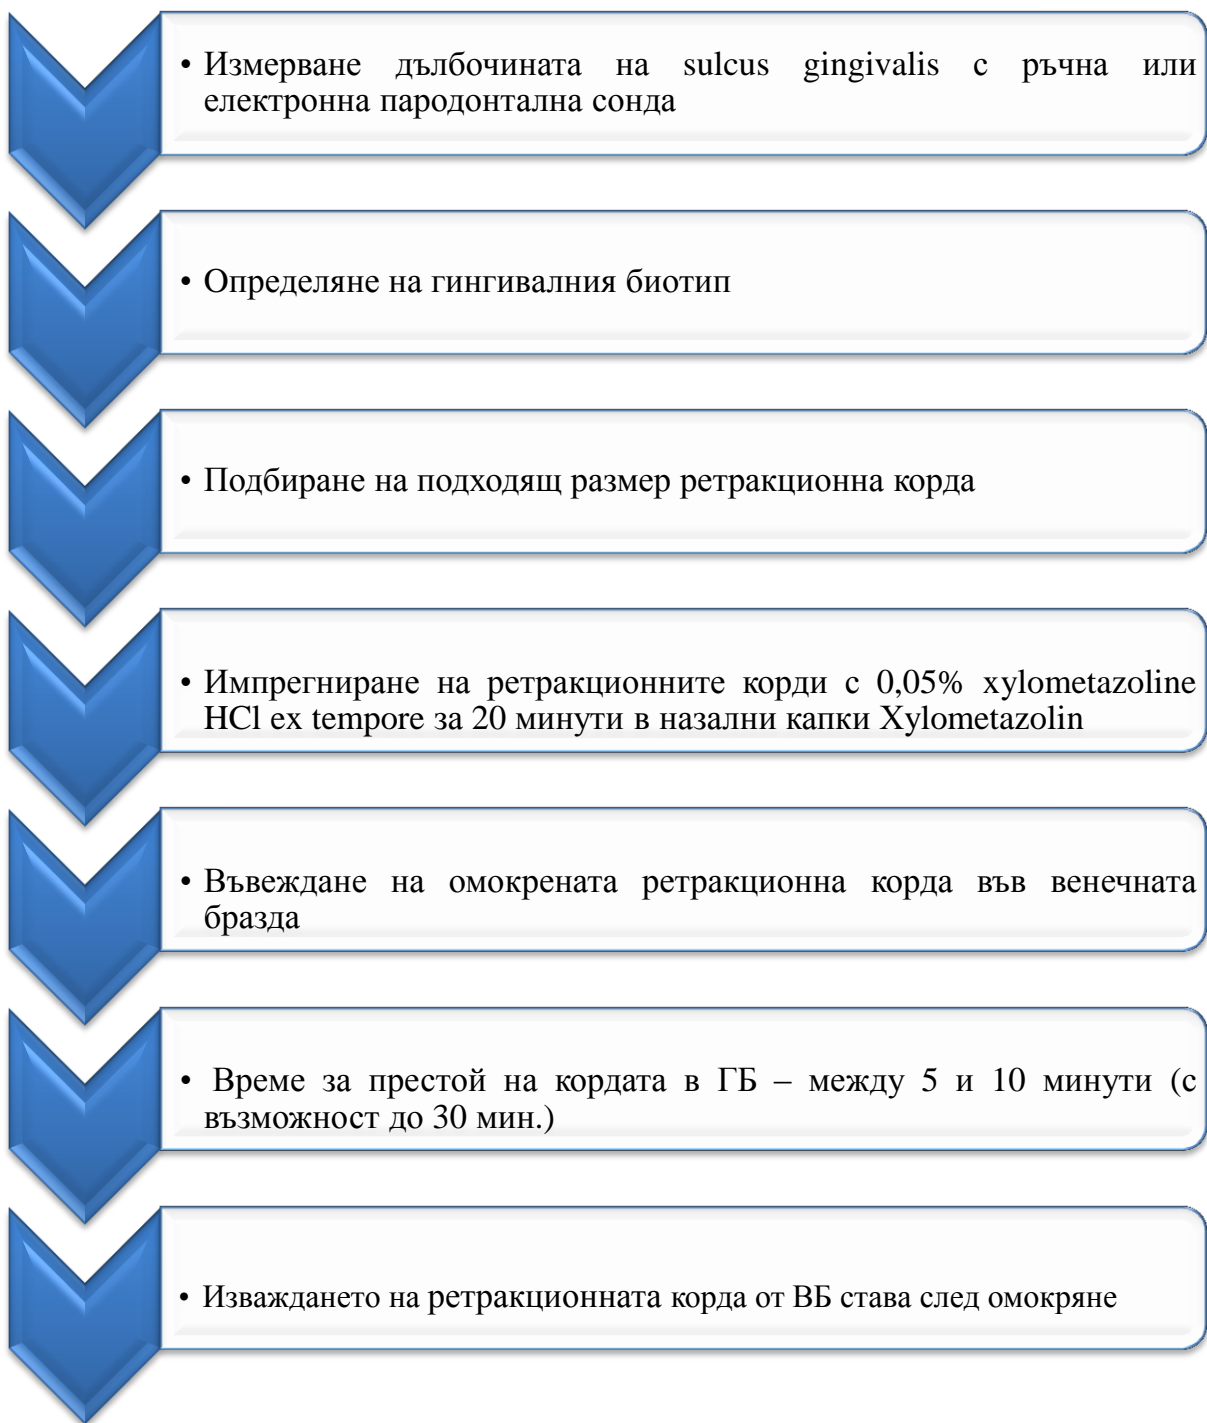 • Измерване дълбочината на sulcus gingivalis с ръчна или
електронна пародонтална сонда
• Определяне на гингивалния биотип
• Подбиране на подходящ размер ретракционна корда
• Импрегниране на ретракционните корди с 0,05% xylometazoline
HCl ex tempore за 20 минути в назални капки Xylometazolin
• Въвеждане на омокрената ретракционна корда във венечната
бразда
• Време за престой на кордата в ГБ – между 5 и 10 минути (с
възможност до 30 мин.)
• Изваждането на ретракционната корда от ВБ става след омокряне